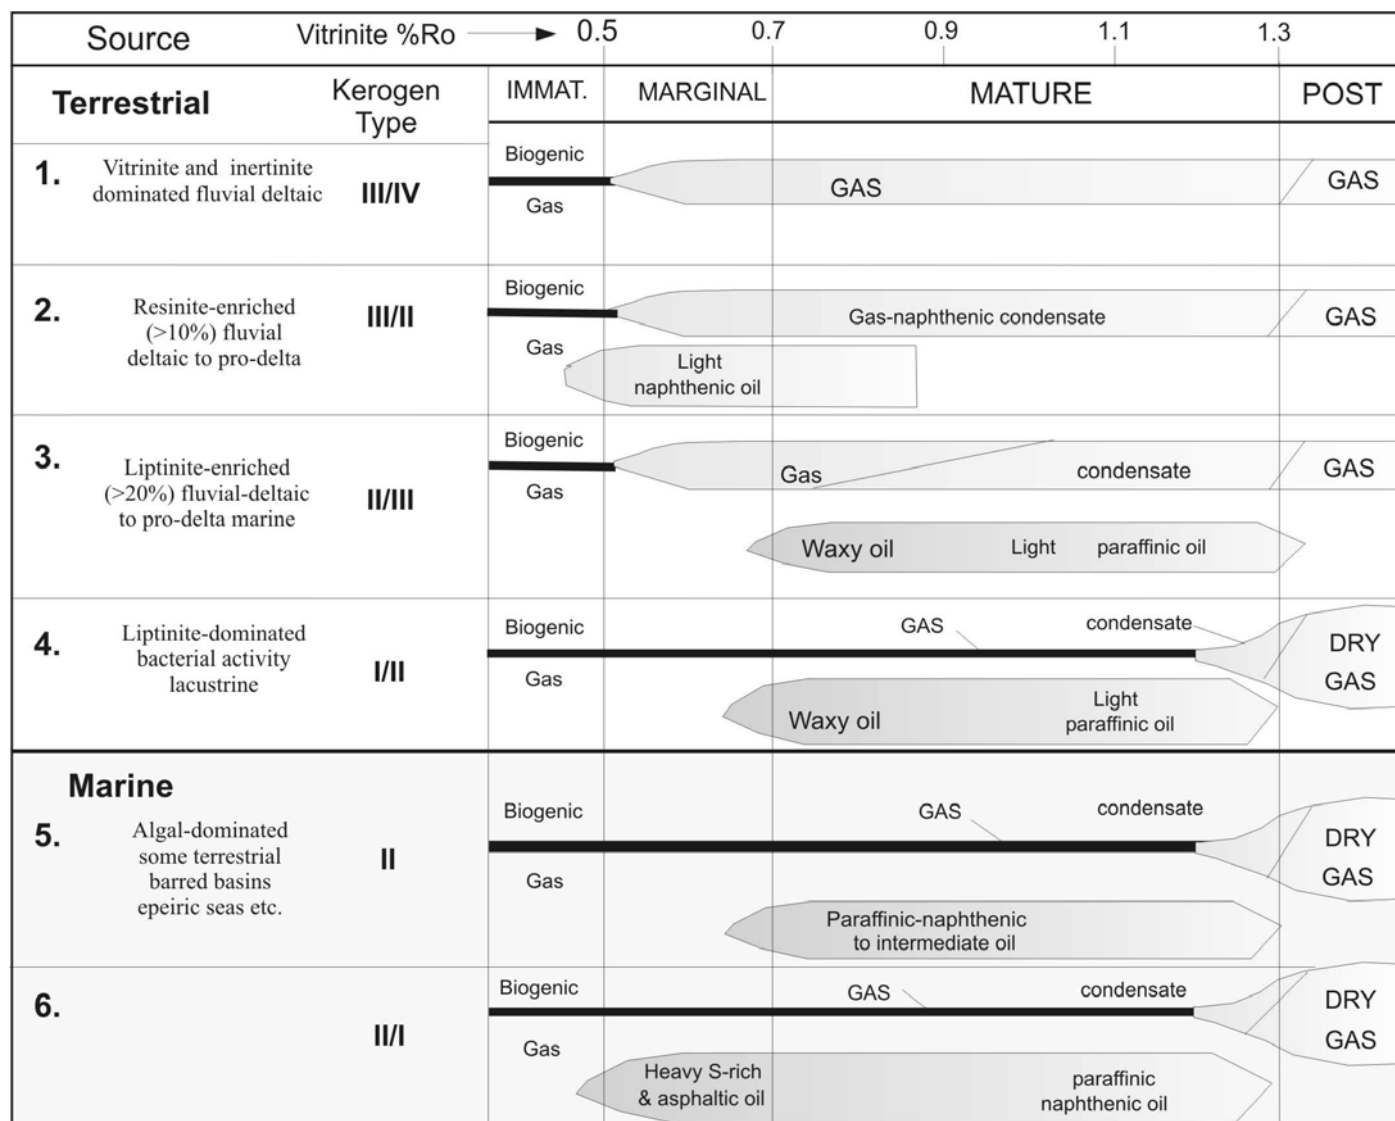 Source Vitrinite %Ro 0.5 0.7 0.9 1.1 1.3
Terrestrial
Kerogen
Type
IMMAT. MARGINAL MATURE POST
1.
Vitrinite and inertinite
dominated fluvial deltaic
III/IV
Biogenic
Gas
GAS
GAS
2.
Resinite-enriched
(>10%) fluvial
deltaic to pro-delta
III/II
Biogenic
Gas
Gas-naphthenic condensate
GAS
Light
naphthenic oil
3.
Liptinite-enriched
(>20%) fluvial-deltaic
to pro-delta marine
II/III
Biogenic
Gas
Gas
condensate
GAS
Waxy oil
Light paraffinic oil
4.
Liptinite-dominated
bacterial activity
lacustrine
I/II
Biogenic
Gas
GAS
condensate
DRY
GAS
Waxy oil
Light
paraffinic oil
Marine
5.
Algal-dominated
some terrestrial
barred basins
epeiric seas etc.
II
Biogenic
Gas
GAS
condensate
DRY
GAS
Paraffinic-naphthenic
to intermediate oil
6.
II/I
Biogenic
Gas
GAS
condensate
DRY
GAS
Heavy S-rich
& asphaltic oil
paraffinic
naphthenic oil